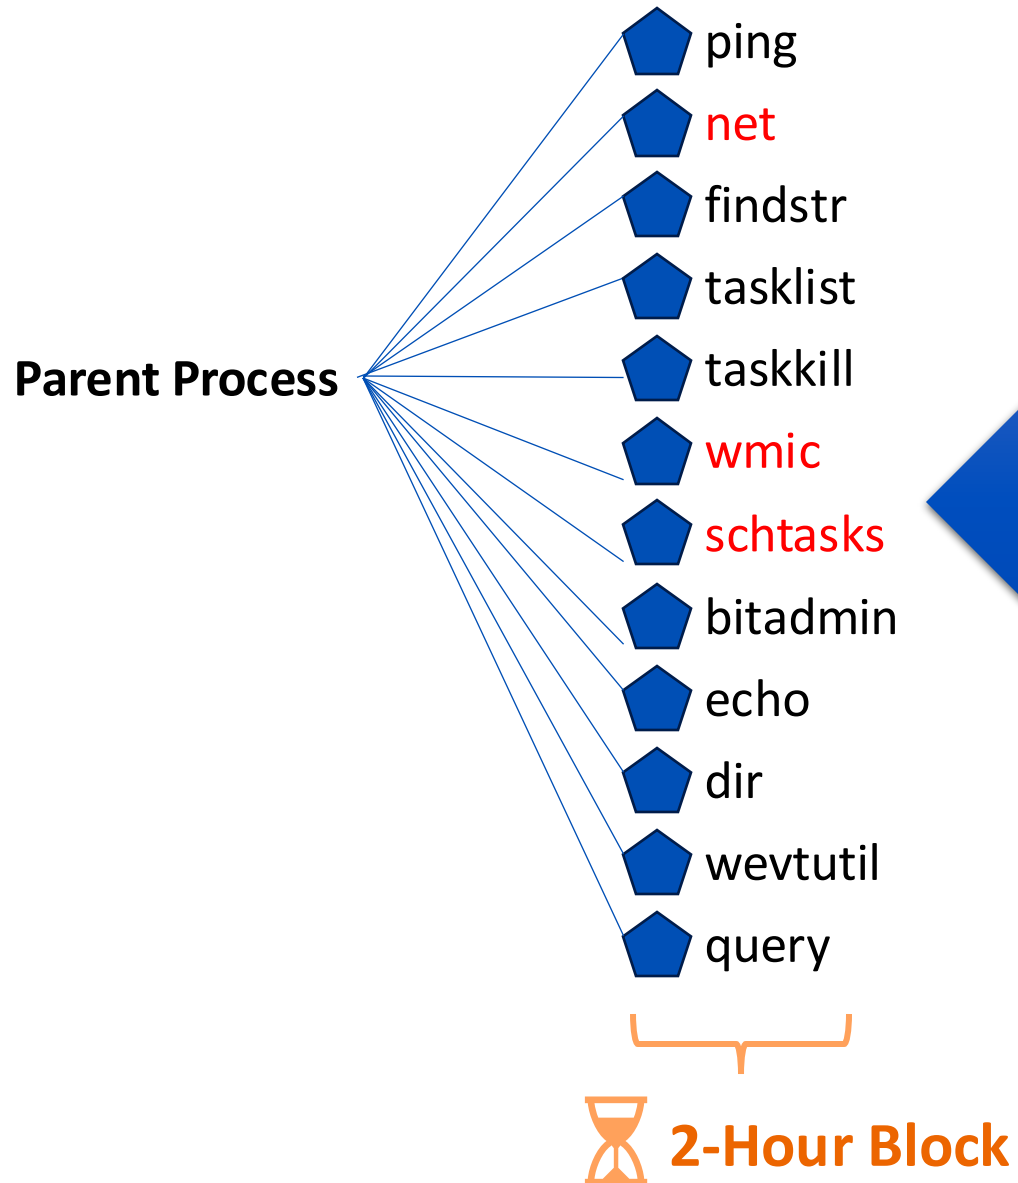 ping
net
findstr
tasklist
Parent Process
taskkill
wmic
schtasks
bitadmin
echo
dir
wevtutil
query
2-Hour Block